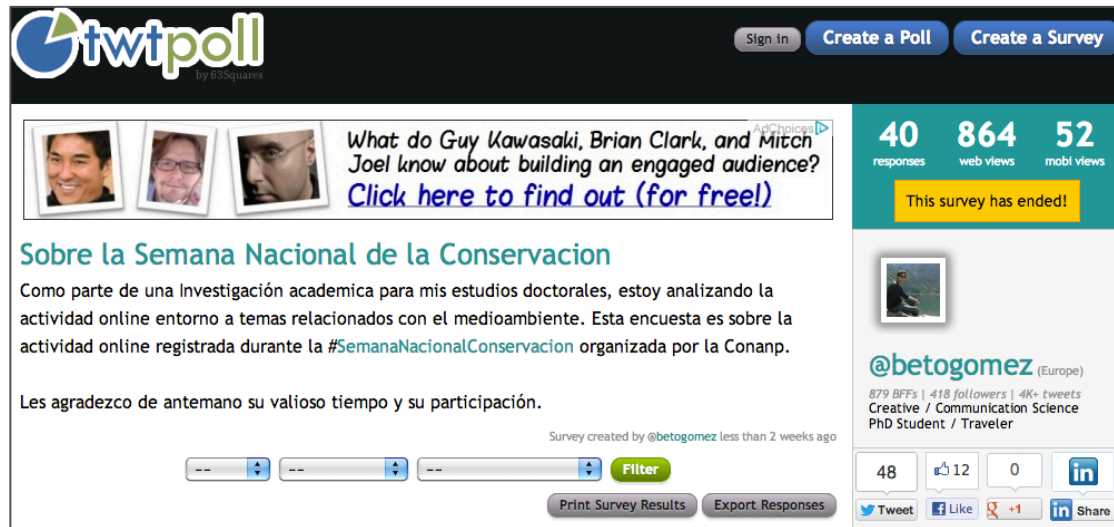 twtpoll
by 63Squares
Sign in
Create a Poll
Create a Survey
What do Guy Kawasaki, Brian Clark, and Mitch
Joel know about building an engaged audience?
Click here to find out (for free!)
AdChoices
40
responses
864
web views
52
mobi views
This survey has ended!
Sobre la Semana Nacional de la Conservacion
Como parte de una Investigación academica para mis estudios doctorales, estoy analizando la
actividad online entorno a temas relacionados con el medioambiente. Esta encuesta es sobre la
actividad online registrada durante la #SemanaNacionalConservacion organizada por la Conanp.
Les agradezco de antemano su valioso tiempo y su participación.
Survey created by @betogomez less than 2 weeks ago
--
--
--
Filter
Print Survey Results
Export Responses
@betogomez (Europe)
879 BFFs | 418 followers | 4K+ tweets
Creative / Communication Science
PhD Student / Traveler
48
12
0
in
Tweet
Like
+1
in Share